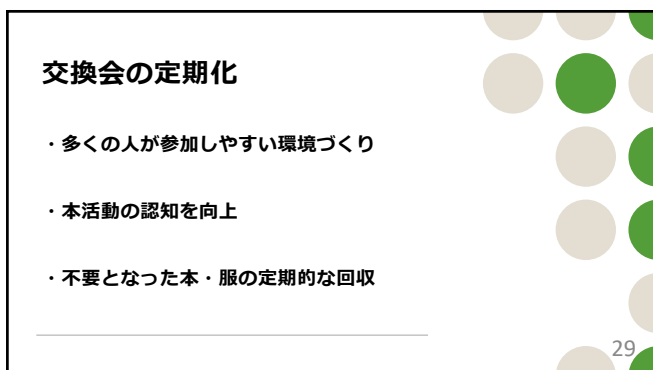 交換会の定期化
・多くの人が参加しやすい環境づくり
・本活動の認知を向上
・不要となった本・服の定期的な回収
29